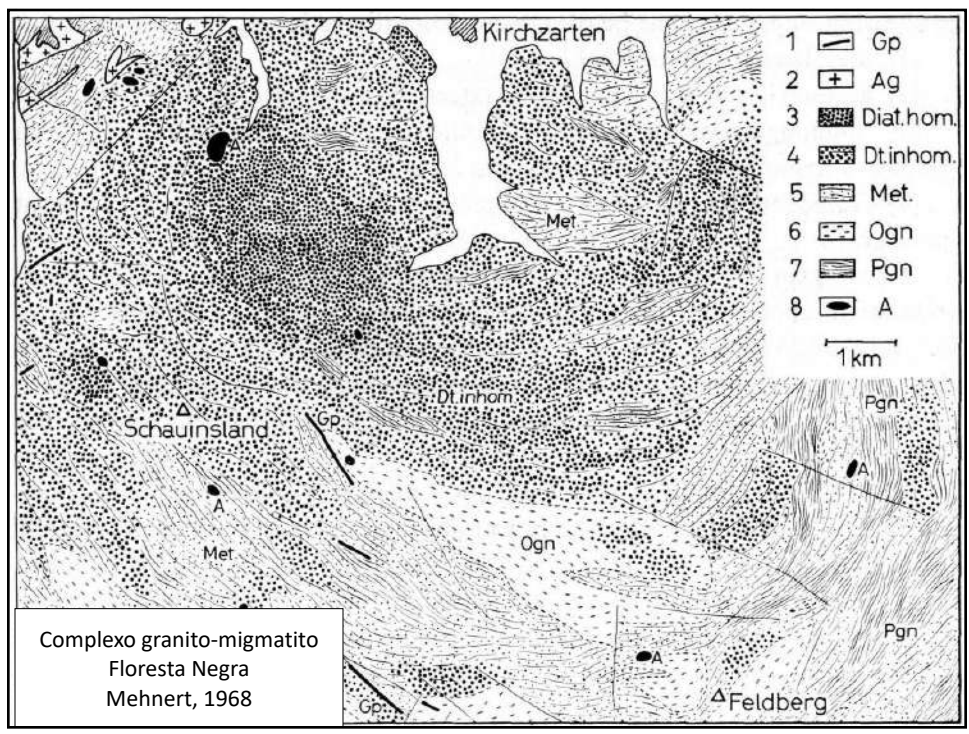 Kirchzarten
1 Gp
2 Ag
3 Diat.hom.
4 Dt.inhom.
5 Met.
6 Ogn
7 Pgn
8 A
1km
A
Met
Dt.inhom
Pgn
Gp
Schauinsland
A
A
Ogn
Met
Pgn
A
Gp
Feldberg
Complexo granito-migmatito
Floresta Negra
Mehnert, 1968